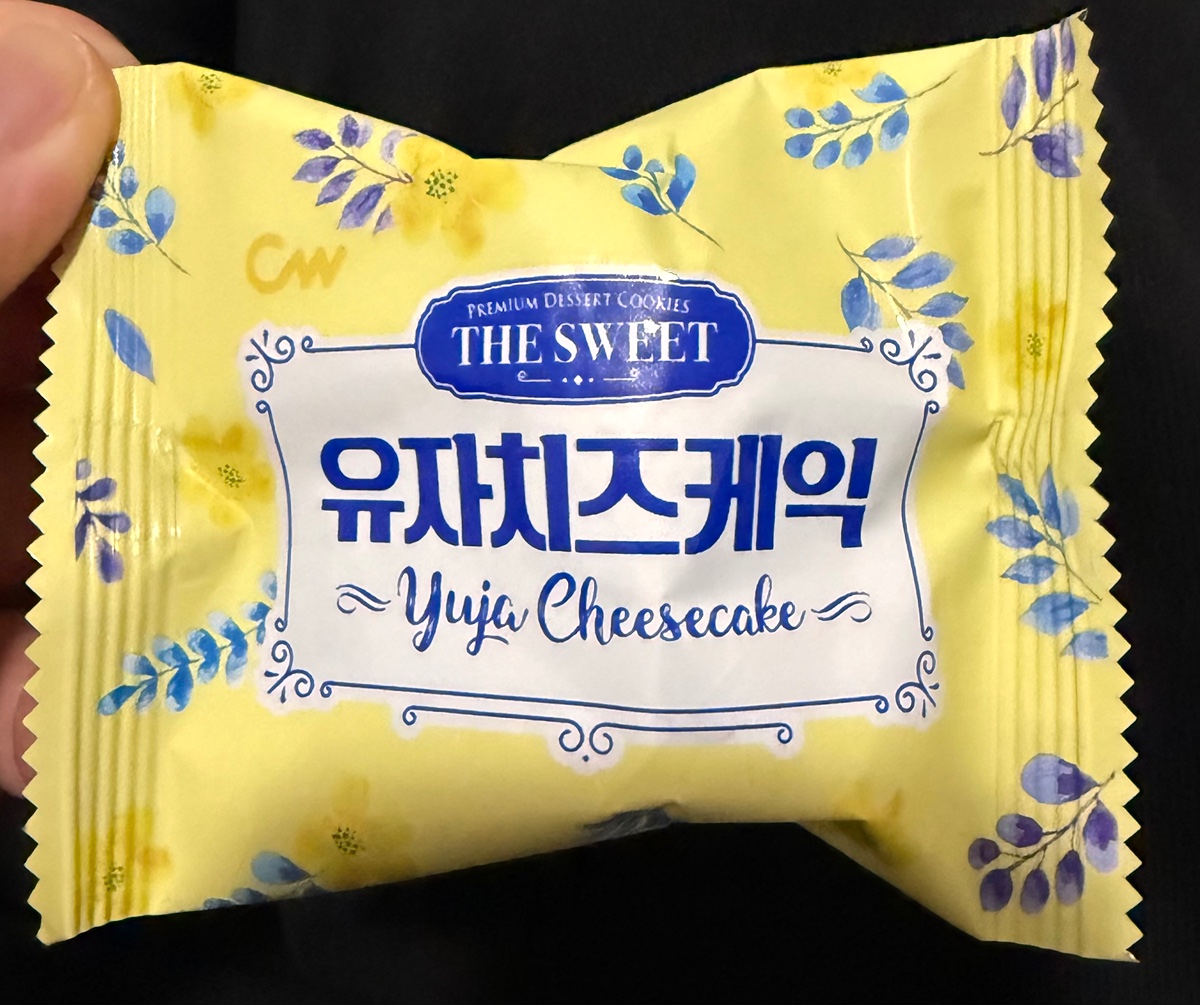 CW
PREMIUM DESSERT COOKIES
THE SWEET
유자치즈케익
Yuja Cheesecake